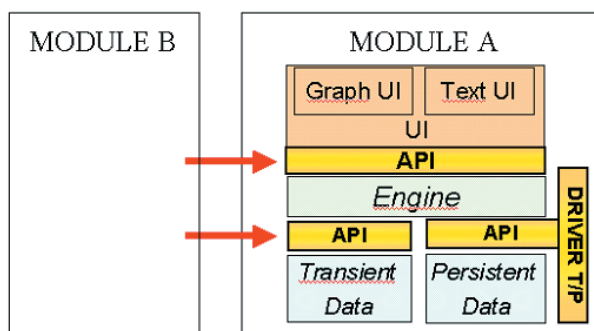 MODULE B
MODULE A
Graph UI
Text UI
UI
API
Engine
API
API
Transient
Data
Persistent
Data
DRIVER T/P